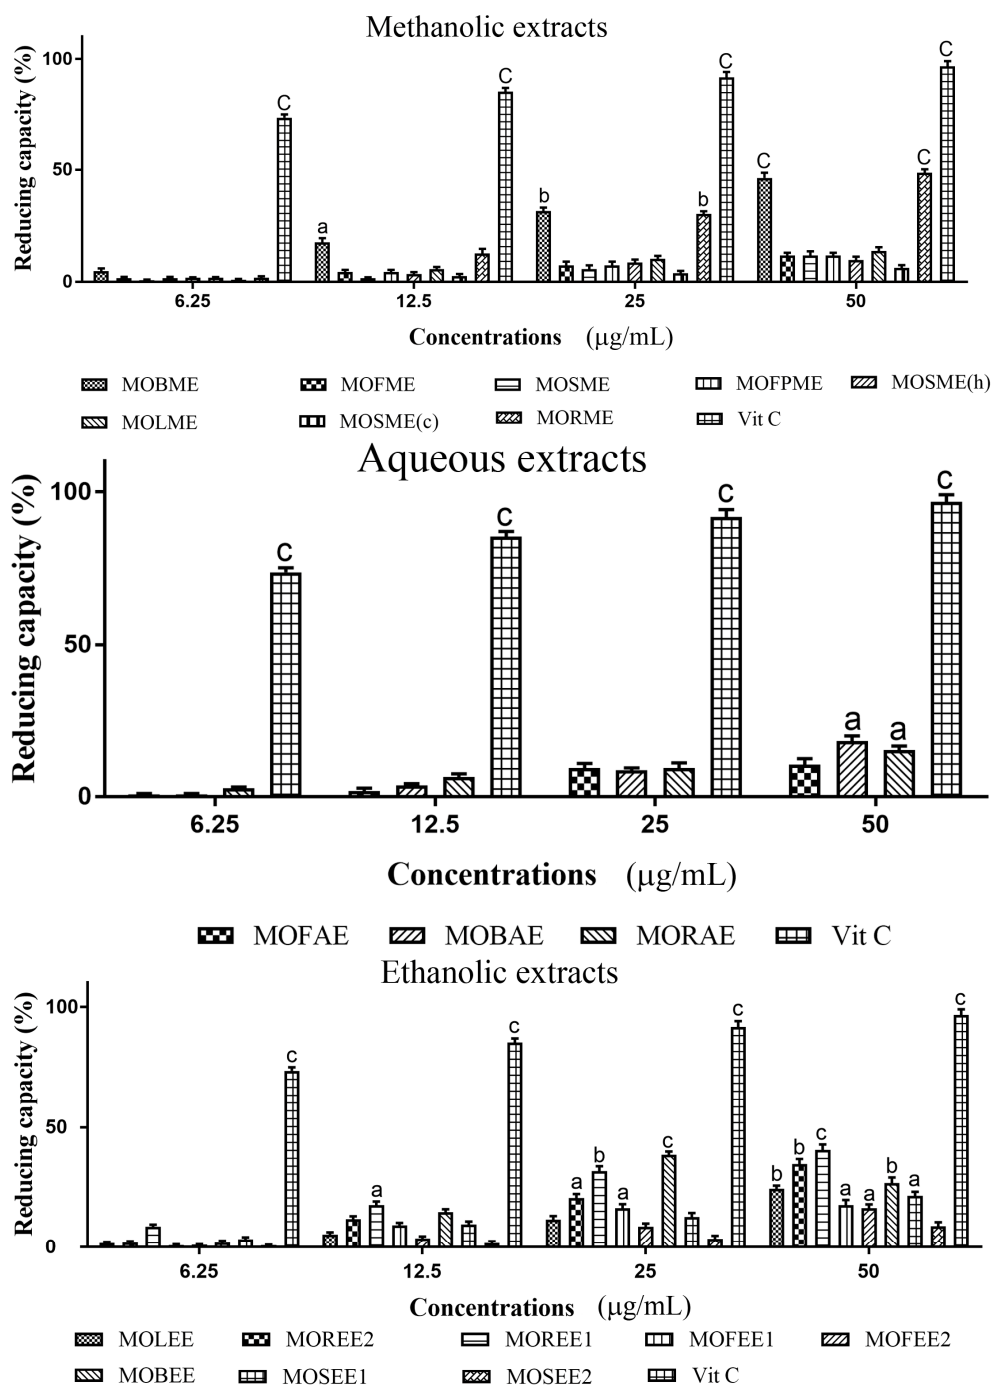 Methanolic extracts
Reducing capacity (%)
100
50
0
C
a
C
b
b
C
C
C
C
6.25
12.5
25
50
Concentrations (µg/mL)
MOBME
MOFME
MOSME
MOFPME
MOSME(h)
MOLME
MOSME(c)
MORME
Vit C
Aqueous extracts
Reducing capacity (%)
100
50
0
C
C
C
a
a
C
6.25
12.5
25
50
Concentrations (µg/mL)
MOFAE
MOBAE
MORAE
Vit C
Ethanolic extracts
Reducing capacity (%)
100
50
0
c
a
c
a
b
a
c
c
b
b
c
a
a
b
a
c
6.25
12.5
25
50
Concentrations (µg/mL)
MOLEE
MOREE2
MOREE1
MOFEE1
MOFEE2
MOBEE
MOSEE1
MOSEE2
Vit C